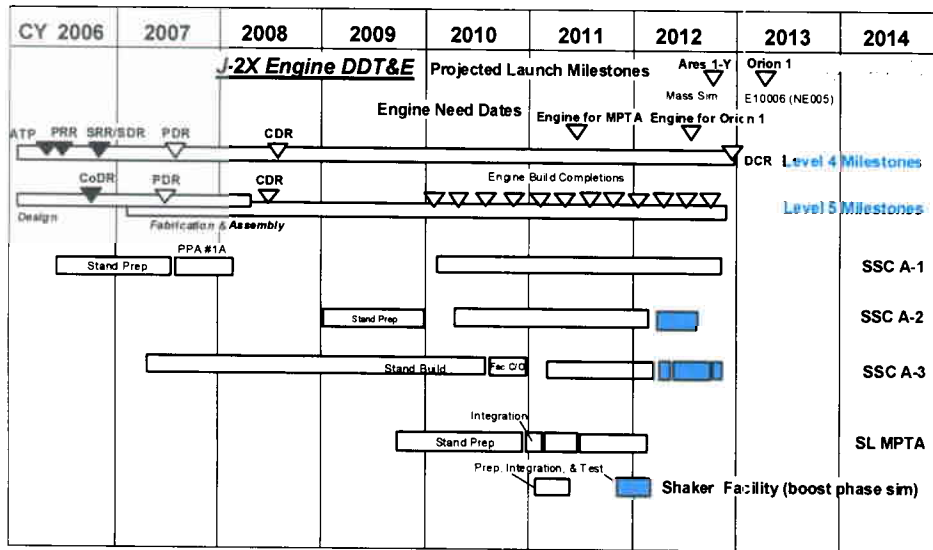 CY 2006 2007 2008 2009 2010 2011 2012 2013 2014
J-2X Engine DDT&E Projected Launch Milestones Ares 1-Y Orion 1
Mass Sim E10006 (NE005)
Engine Need Dates
Engine for MPTA Engine for Orion 1
ATP PRR SRR/SDR PDR CDR
DCR Level 4 Milestones
CoDR PDR CDR Engine Build Completions
Level 5 Milestones
Design Fabrication & Assembly
PPA #1A
Stand Prep SSC A-1
Stand Prep SSC A-2
Stand Build Fac C/O SSC A-3
Integration
Stand Prep SL MPTA
Prep, Integration, & Test
Shaker Facility (boost phase sim)